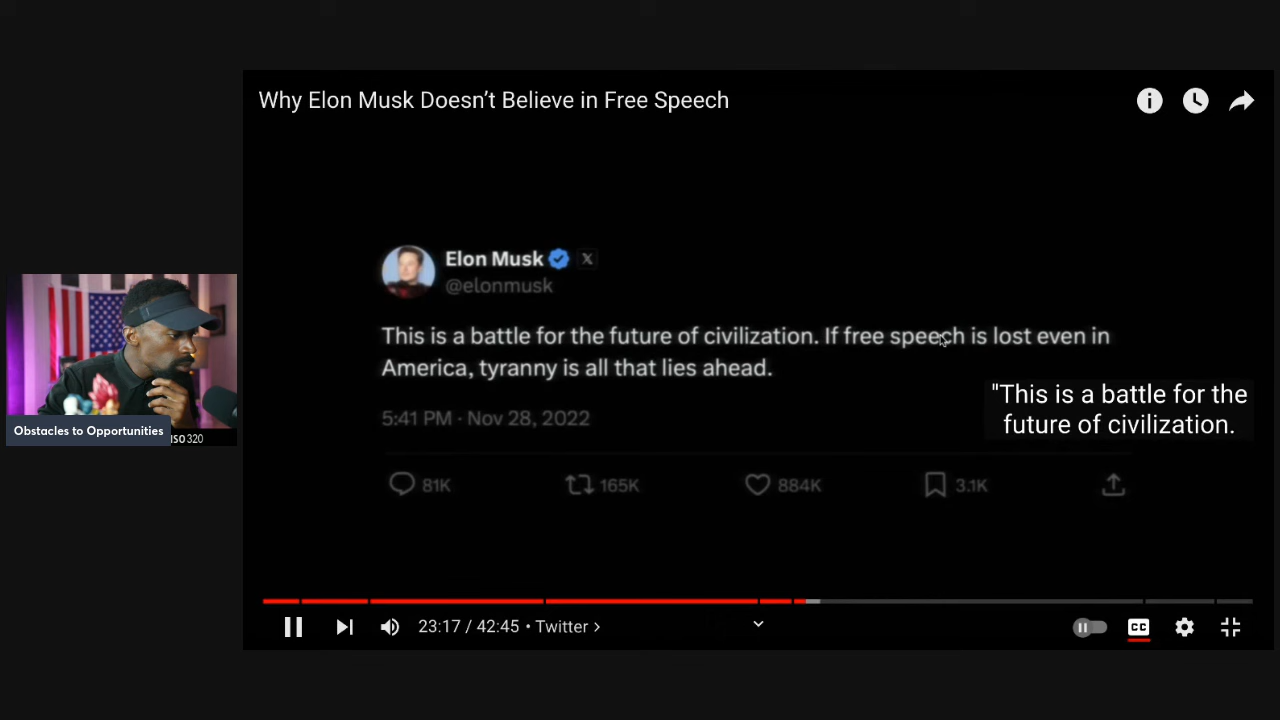 Why Elon Musk Doesn’t Believe in Free Speech
Elon Musk
@elonmusk
This is a battle for the future of civilization. If free speech is lost even in
America, tyranny is all that lies ahead.
5:41 PM · Nov 28, 2022
81K 165K 884K 3.1K
"This is a battle for the
future of civilization.
Obstacles to Opportunities
ISO 320
23:17 / 42:45 • Twitter >
CC